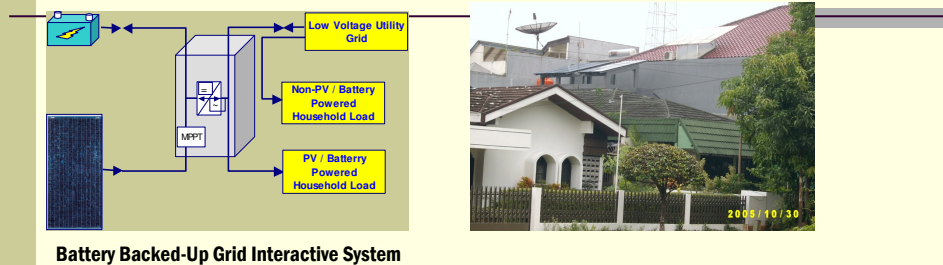 Low Voltage Utility
Grid
=
~
Non-PV / Battery
Powered
Household Load
MPPT
PV / Batterry
Powered
Household Load
2005/10/30
Battery Backed-Up Grid Interactive System